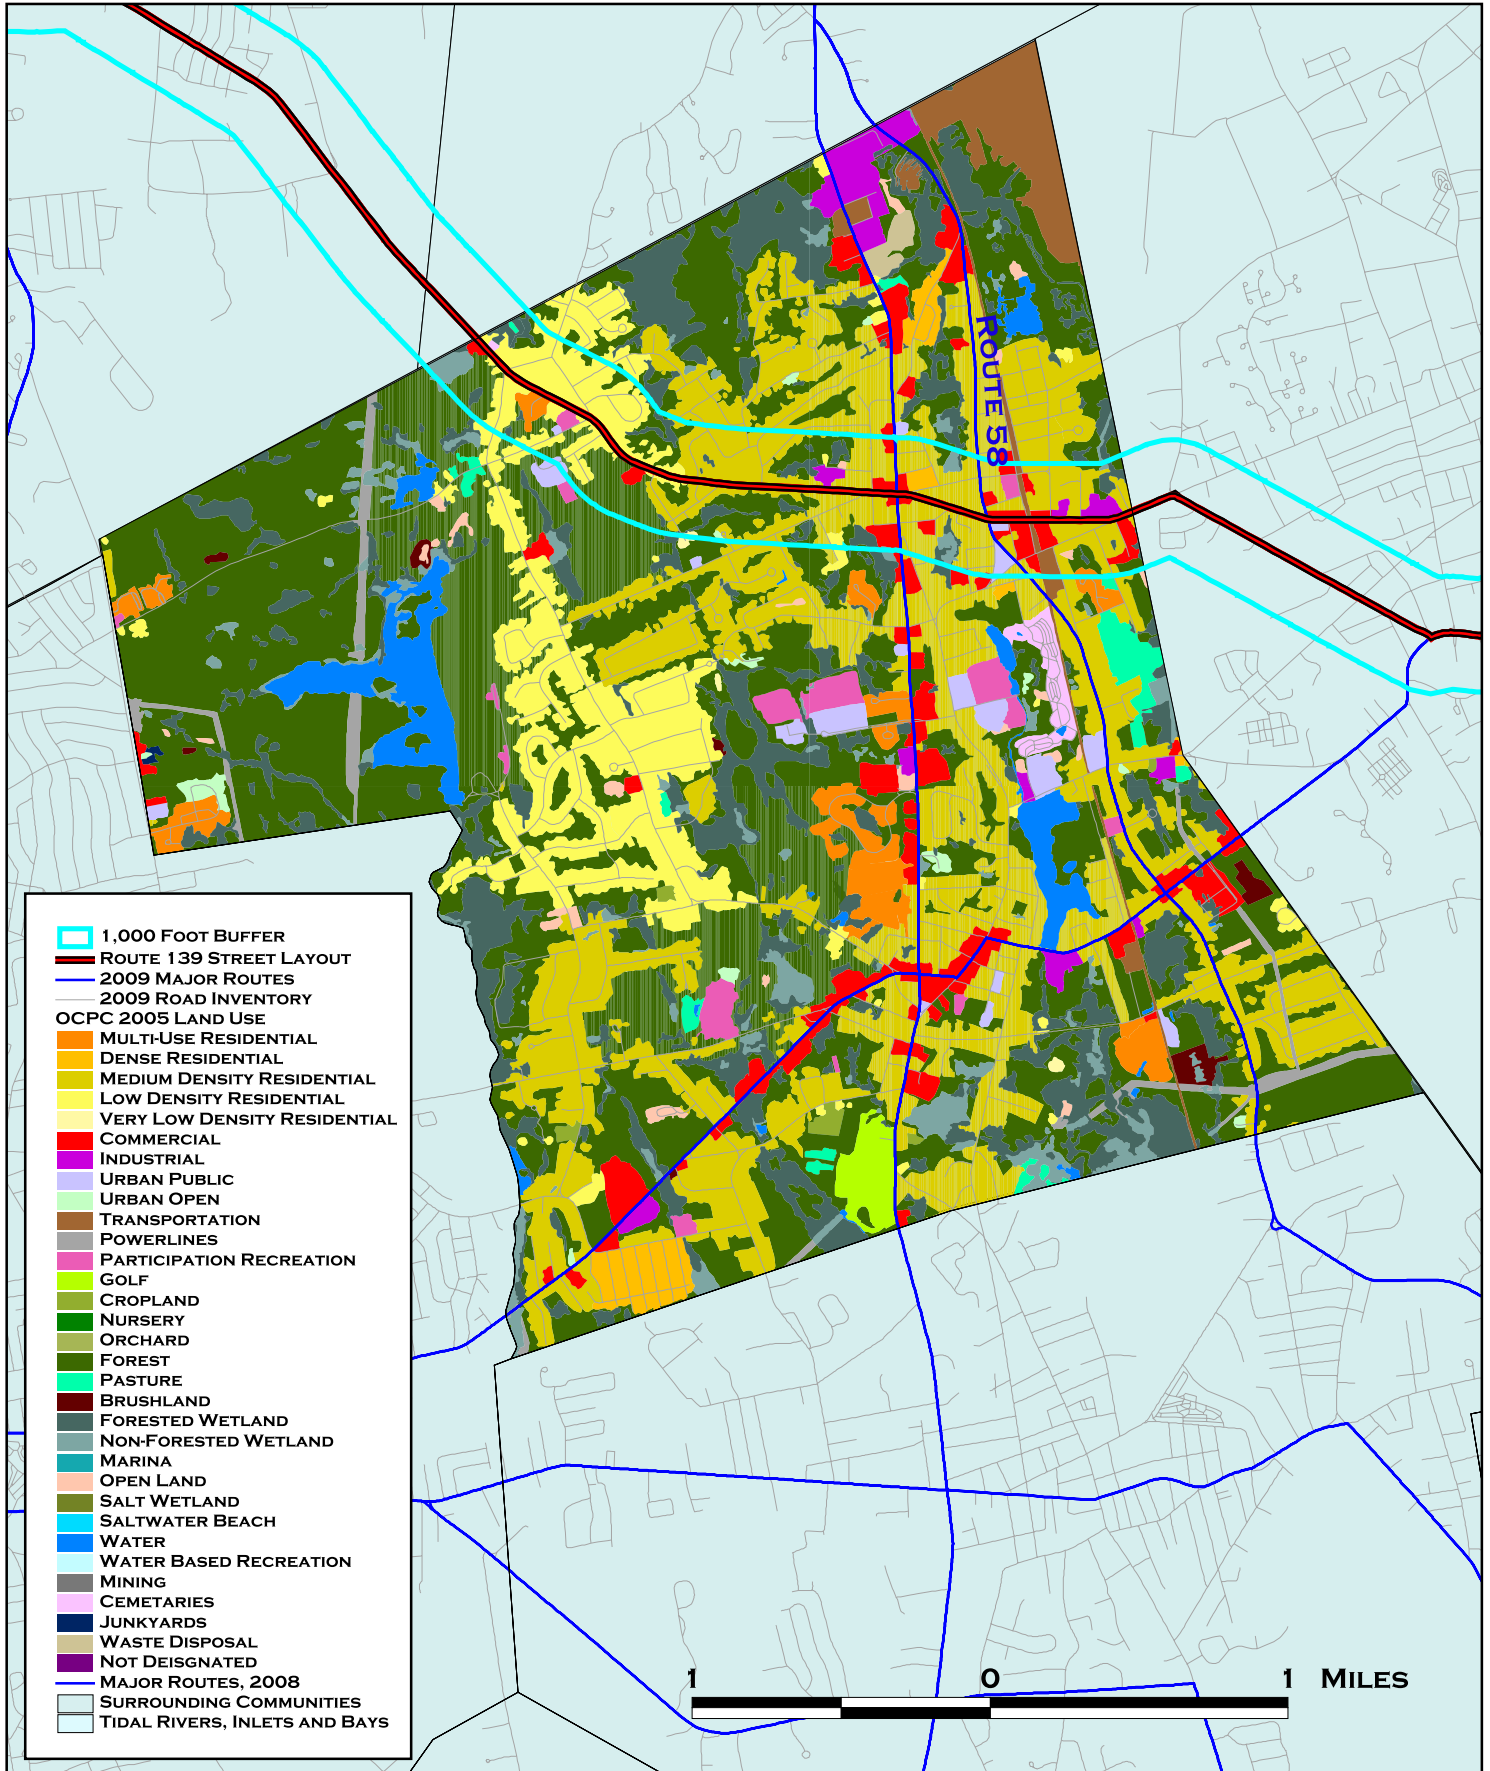 Route 58
1,000 Foot Buffer
Route 139 Street Layout
2009 Major Routes
2009 Road Inventory
OCPC 2005 Land Use
Multi-Use Residential
Dense Residential
Medium Density Residential
Low Density Residential
Very Low Density Residential
Commercial
Industrial
Urban Public
Urban Open
Transportation
Powerlines
Participation Recreation
Golf
Cropland
Nursery
Orchard
Forest
Pasture
Brushland
Forested Wetland
Non-Forested Wetland
Marina
Open Land
Salt Wetland
Saltwater Beach
Water
Water Based Recreation
Mining
Cemetaries
Junkyards
Waste Disposal
Not Deisgnated
Major Routes, 2008
Surrounding Communities
Tidal Rivers, Inlets and Bays
1 0 1 Miles